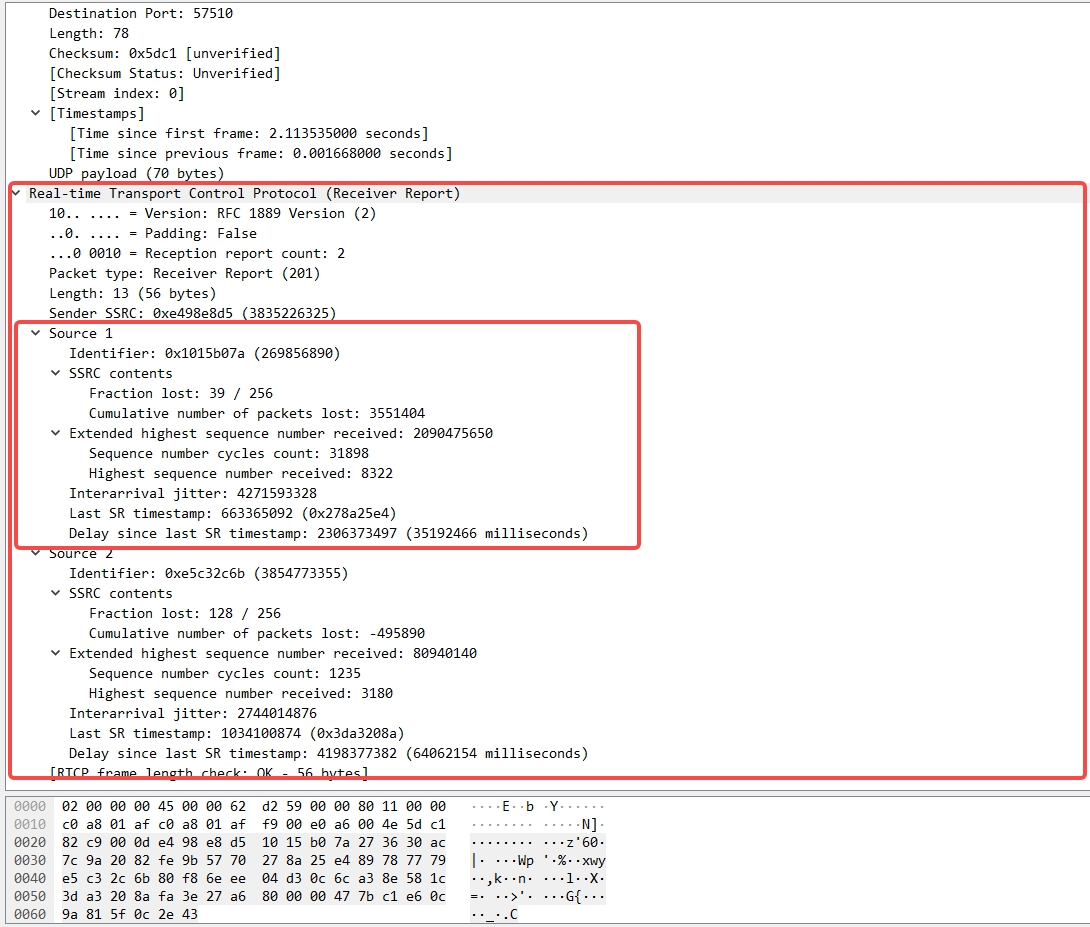 Destination Port: 57510
Length: 78
Checksum: 0x5dc1 [unverified]
[Checksum Status: Unverified]
[Stream index: 0]
[Timestamps]
[Time since first frame: 2.113535000 seconds]
[Time since previous frame: 0.001668000 seconds]
UDP payload (70 bytes)
Real-time Transport Control Protocol (Receiver Report)
10.. .... = Version: RFC 1889 Version (2)
..0. .... = Padding: False
...0 0010 = Reception report count: 2
Packet type: Receiver Report (201)
Length: 13 (56 bytes)
Sender SSRC: 0xe498e8d5 (3835226325)
Source 1
Identifier: 0x1015b07a (269856890)
SSRC contents
Fraction lost: 39 / 256
Cumulative number of packets lost: 3551404
Extended highest sequence number received: 2090475650
Sequence number cycles count: 31898
Highest sequence number received: 8322
Interarrival jitter: 4271593328
Last SR timestamp: 663365092 (0x278a25e4)
Delay since last SR timestamp: 2306373497 (35192466 milliseconds)
Source 2
Identifier: 0xe5c32c6b (3854773355)
SSRC contents
Fraction lost: 128 / 256
Cumulative number of packets lost: -495890
Extended highest sequence number received: 80940140
Sequence number cycles count: 1235
Highest sequence number received: 3180
Interarrival jitter: 2744014876
Last SR timestamp: 1034100874 (0x3da3208a)
Delay since last SR timestamp: 4198377382 (64062154 milliseconds)
[RTCP frame length check: OK - 56 bytes]
0000 02 00 00 00 45 00 00 62 d2 59 00 00 80 11 00 00 ····E··b ·Y······
0010 c0 a8 01 af c0 a8 01 af f9 00 e0 a6 00 4e 5d c1 ········ ·····N]·
0020 82 c9 00 0d e4 98 e8 d5 10 15 b0 7a 27 36 30 ac ········ ···z'60·
0030 7c 9a 20 82 fe 9b 57 70 27 8a 25 e4 89 78 77 79 |· ···Wp '·%··xwy
0040 e5 c3 2c 6b 80 f8 6e ee 04 d3 0c 6c a3 8e 58 1c ··,k··n· ···l··X·
0050 3d a3 20 8a fa 3e 27 a6 80 00 00 47 7b c1 e6 0c =· ··>'· ···G{···
0060 9a 81 5f 0c 2e 43 ··_·.C